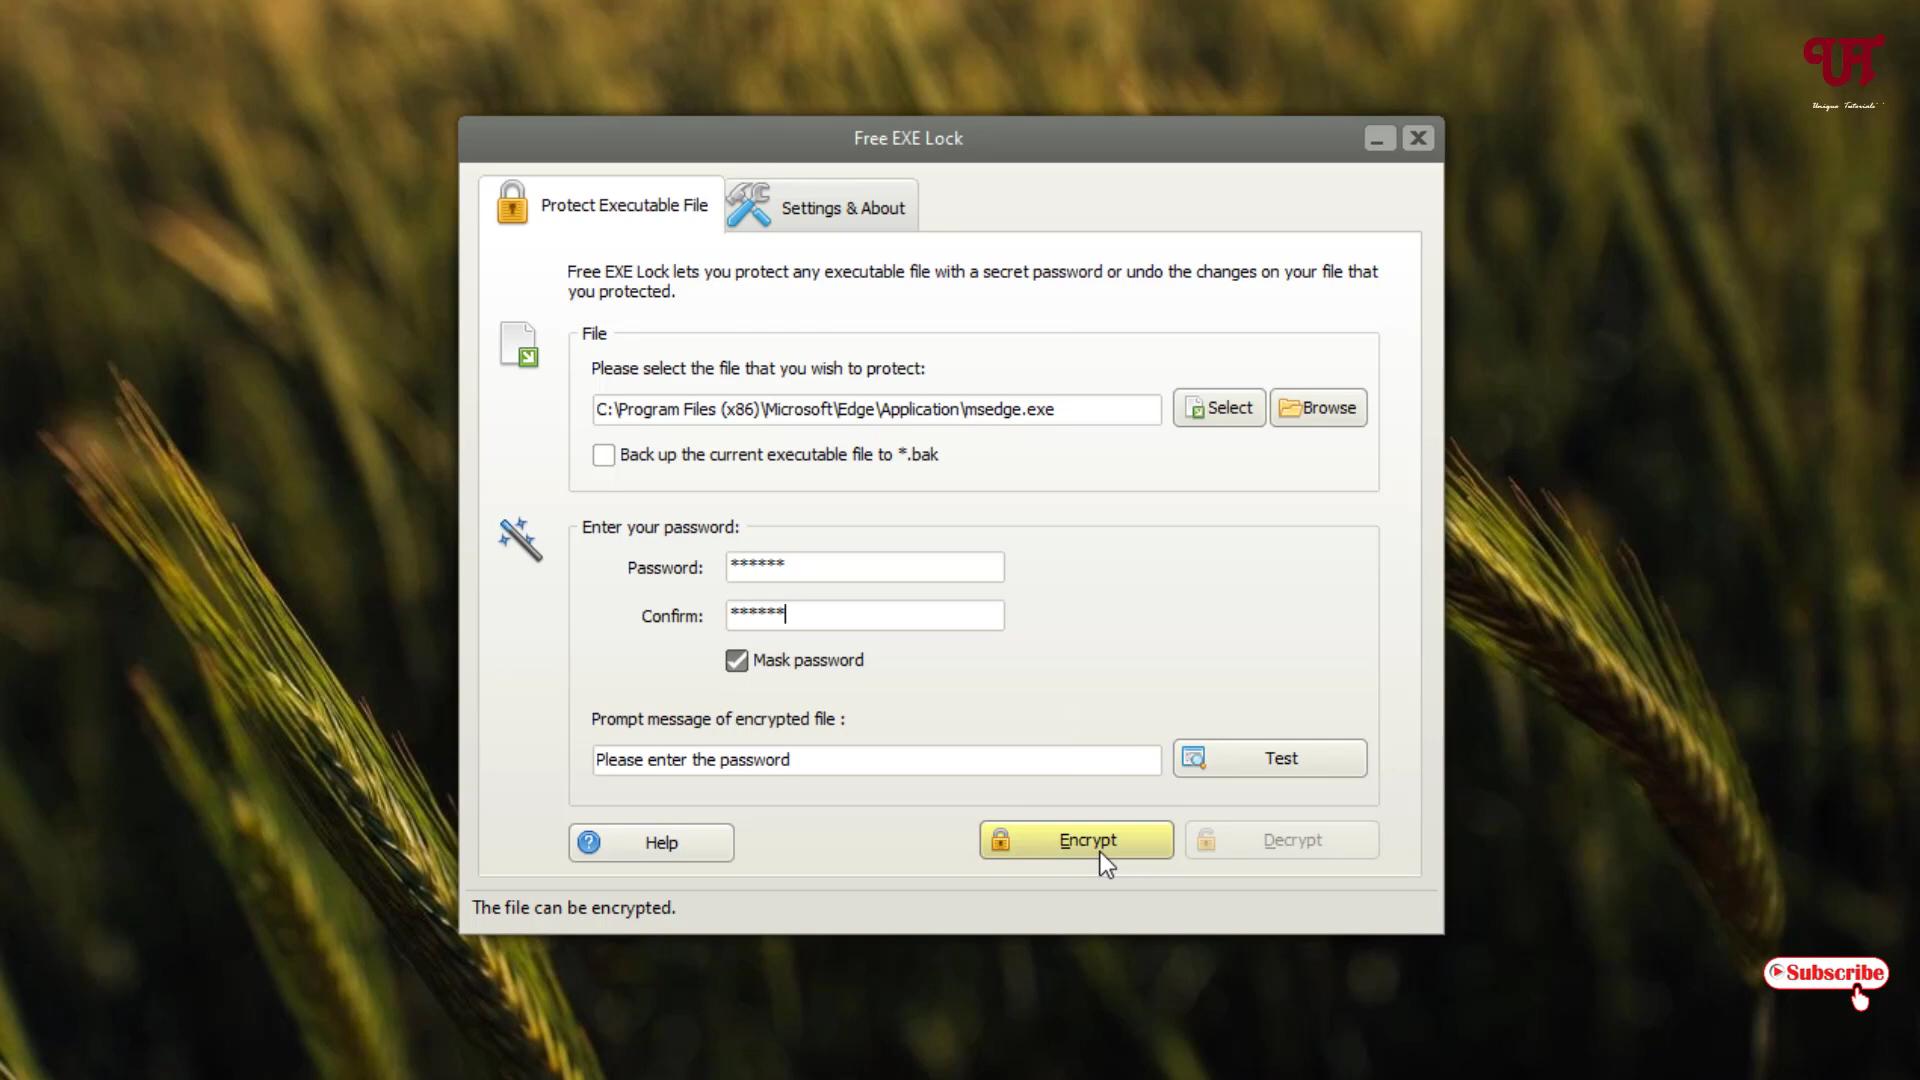 UT
Unique Tutorials
Free EXE Lock
Protect Executable File
Settings & About
Free EXE Lock lets you protect any executable file with a secret password or undo the changes on your file that
you protected.
File
Please select the file that you wish to protect:
C:\Program Files (x86)\Microsoft\Edge\Application\msedge.exe
Select
Browse
Back up the current executable file to *.bak
Enter your password:
Password: ******
Confirm: ******
Mask password
Prompt message of encrypted file :
Please enter the password
Test
Help
Encrypt
Decrypt
The file can be encrypted.
Subscribe